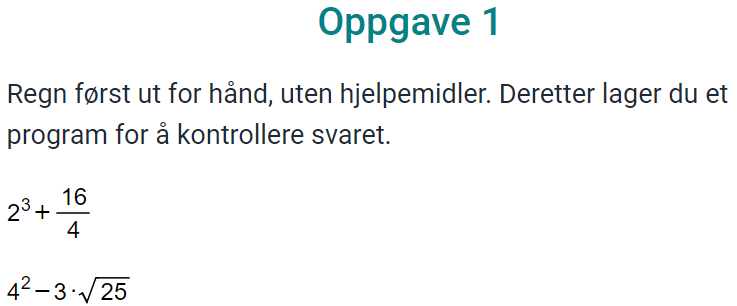 Oppgave 1
Regn først ut for hånd, uten hjelpemidler. Deretter lager du et
program for å kontrollere svaret.
2³ + 16/4
4² − 3 · √25